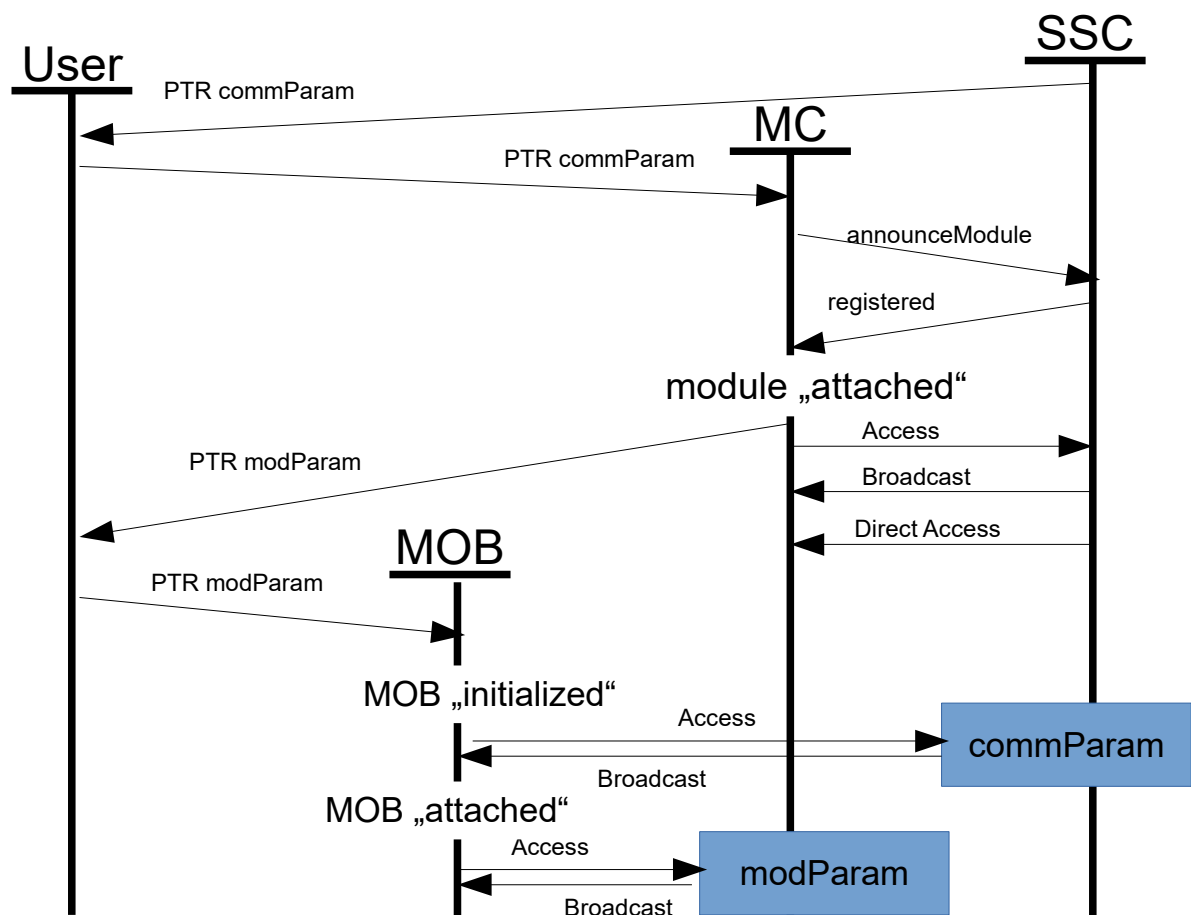 SSC
User
PTR commParam
MC
PTR commParam
announceModule
registered
module „attached“
Access
PTR modParam
Broadcast
Direct Access
MOB
PTR modParam
MOB „initialized“
Access
commParam
Broadcast
MOB „attached“
Access
modParam
Broadcast